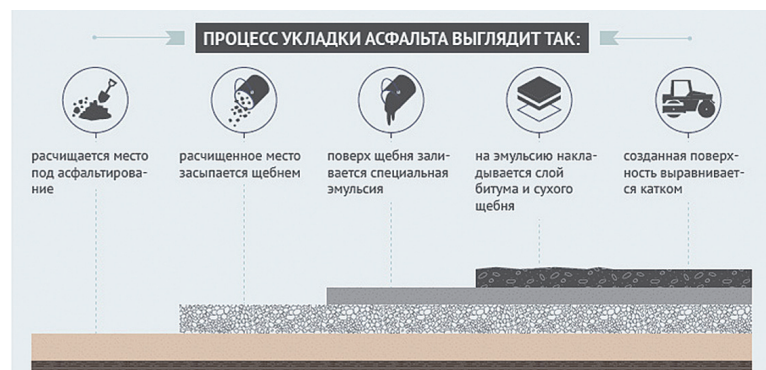 ПРОЦЕСС УКЛАДКИ АСФАЛЬТА ВЫГЛЯДИТ ТАК:
расчищается место
под асфальтирова-
ние
расчищенное место
засыпается щебнем
поверх щебня зали-
вается специальная
эмульсия
на эмульсию накла-
дывается слой
битума и сухого
щебня
созданная поверх-
ность выравнивает-
ся катком